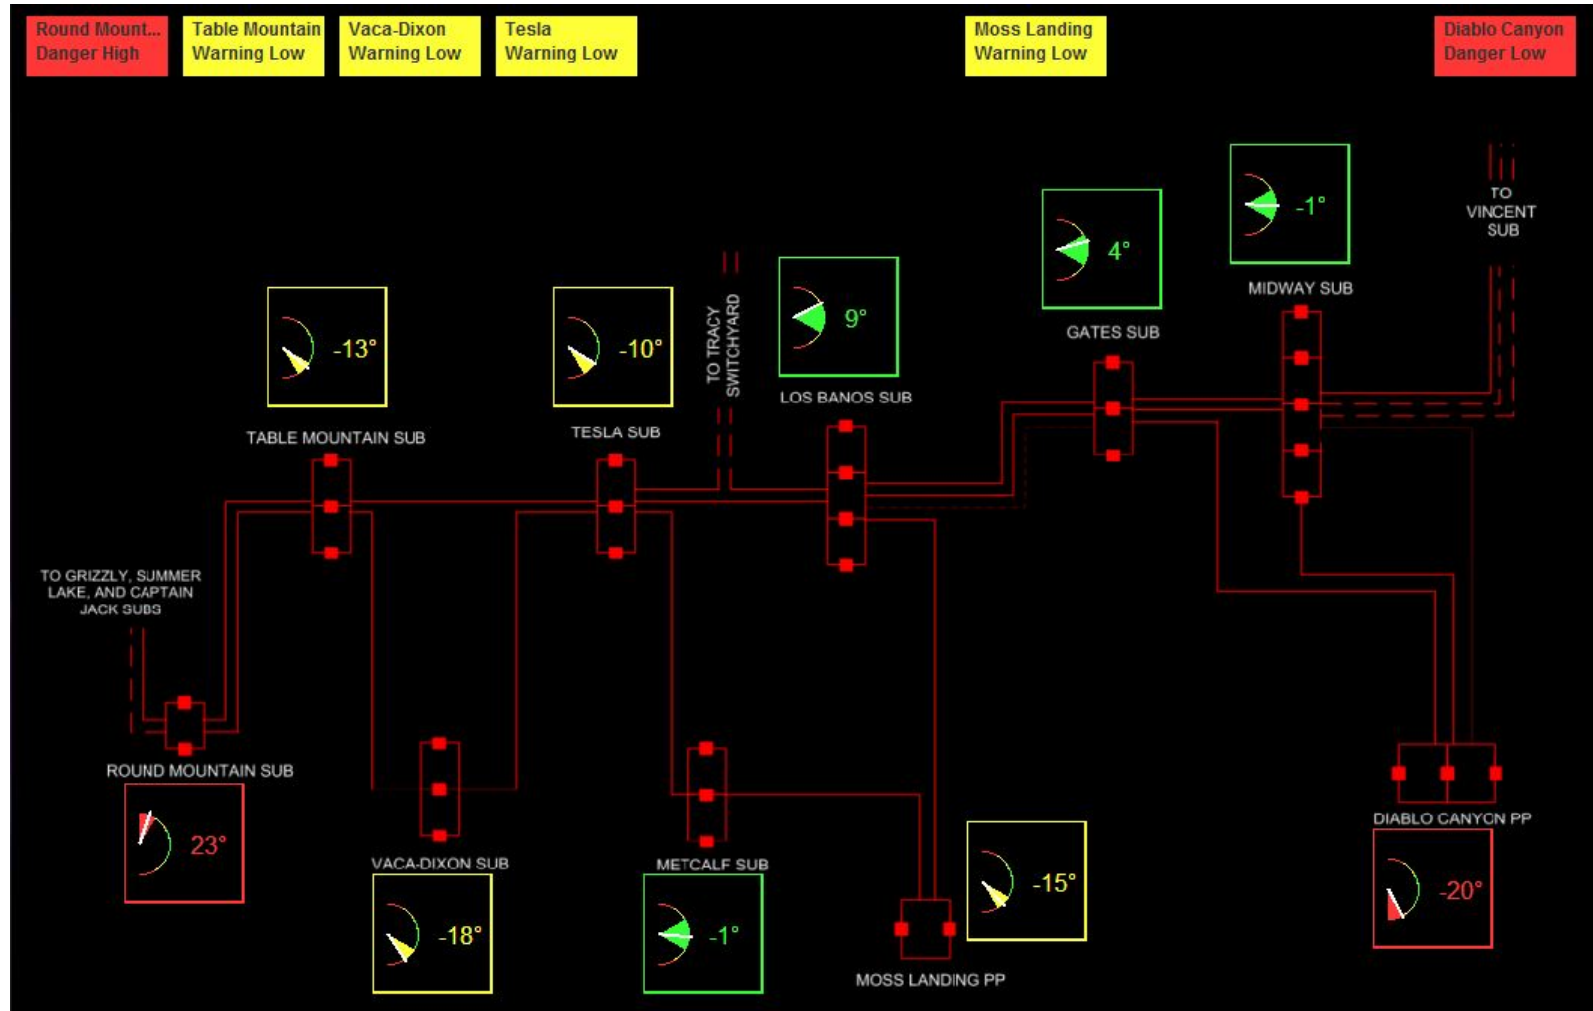 Round Mount...
Danger High
Table Mountain
Warning Low
Vaca-Dixon
Warning Low
Tesla
Warning Low
Moss Landing
Warning Low
Diablo Canyon
Danger Low
-1°
TO
VINCENT
SUB
4°
MIDWAY SUB
9°
GATES SUB
-13°
-10°
TO TRACY
SWITCHYARD
LOS BANOS SUB
TABLE MOUNTAIN SUB
TESLA SUB
TO GRIZZLY, SUMMER
LAKE, AND CAPTAIN
JACK SUBS
ROUND MOUNTAIN SUB
23°
VACA-DIXON SUB
-18°
METCALF SUB
-1°
-15°
MOSS LANDING PP
DIABLO CANYON PP
-20°